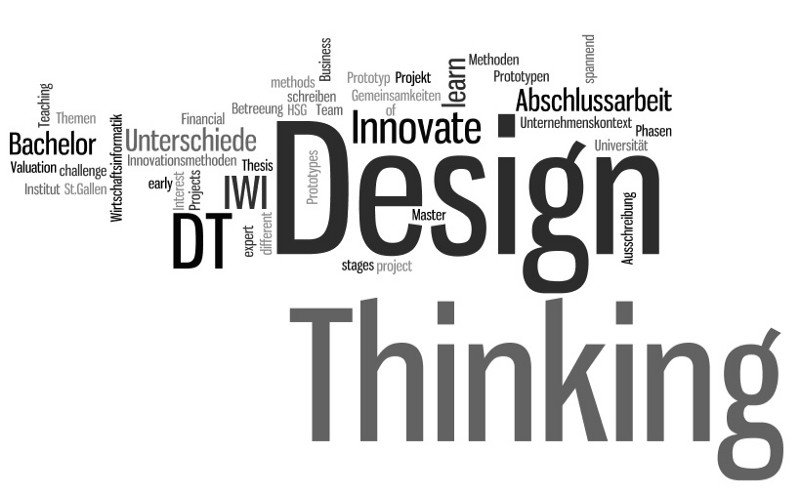 Business
spannend
Teaching
methods
Prototyp
Projekt
learn
Methoden
Prototypen
schreiben
Gemeinsamkeiten
Abschlussarbeit
Themen
Financial
Betreeung
HSG
Team
of
Innovate
Unternehmenskontext
Phasen
Bachelor
Wirtschaftsinformatik
Unterschiede
Universität
Valuation
challenge
Innovationsmethoden
Thesis
Prototypes
Design
Institut
St.Gallen
early
Interest
Projects
IWI
Master
Ausschreibung
DT
expert
different
stages
project
Thinking